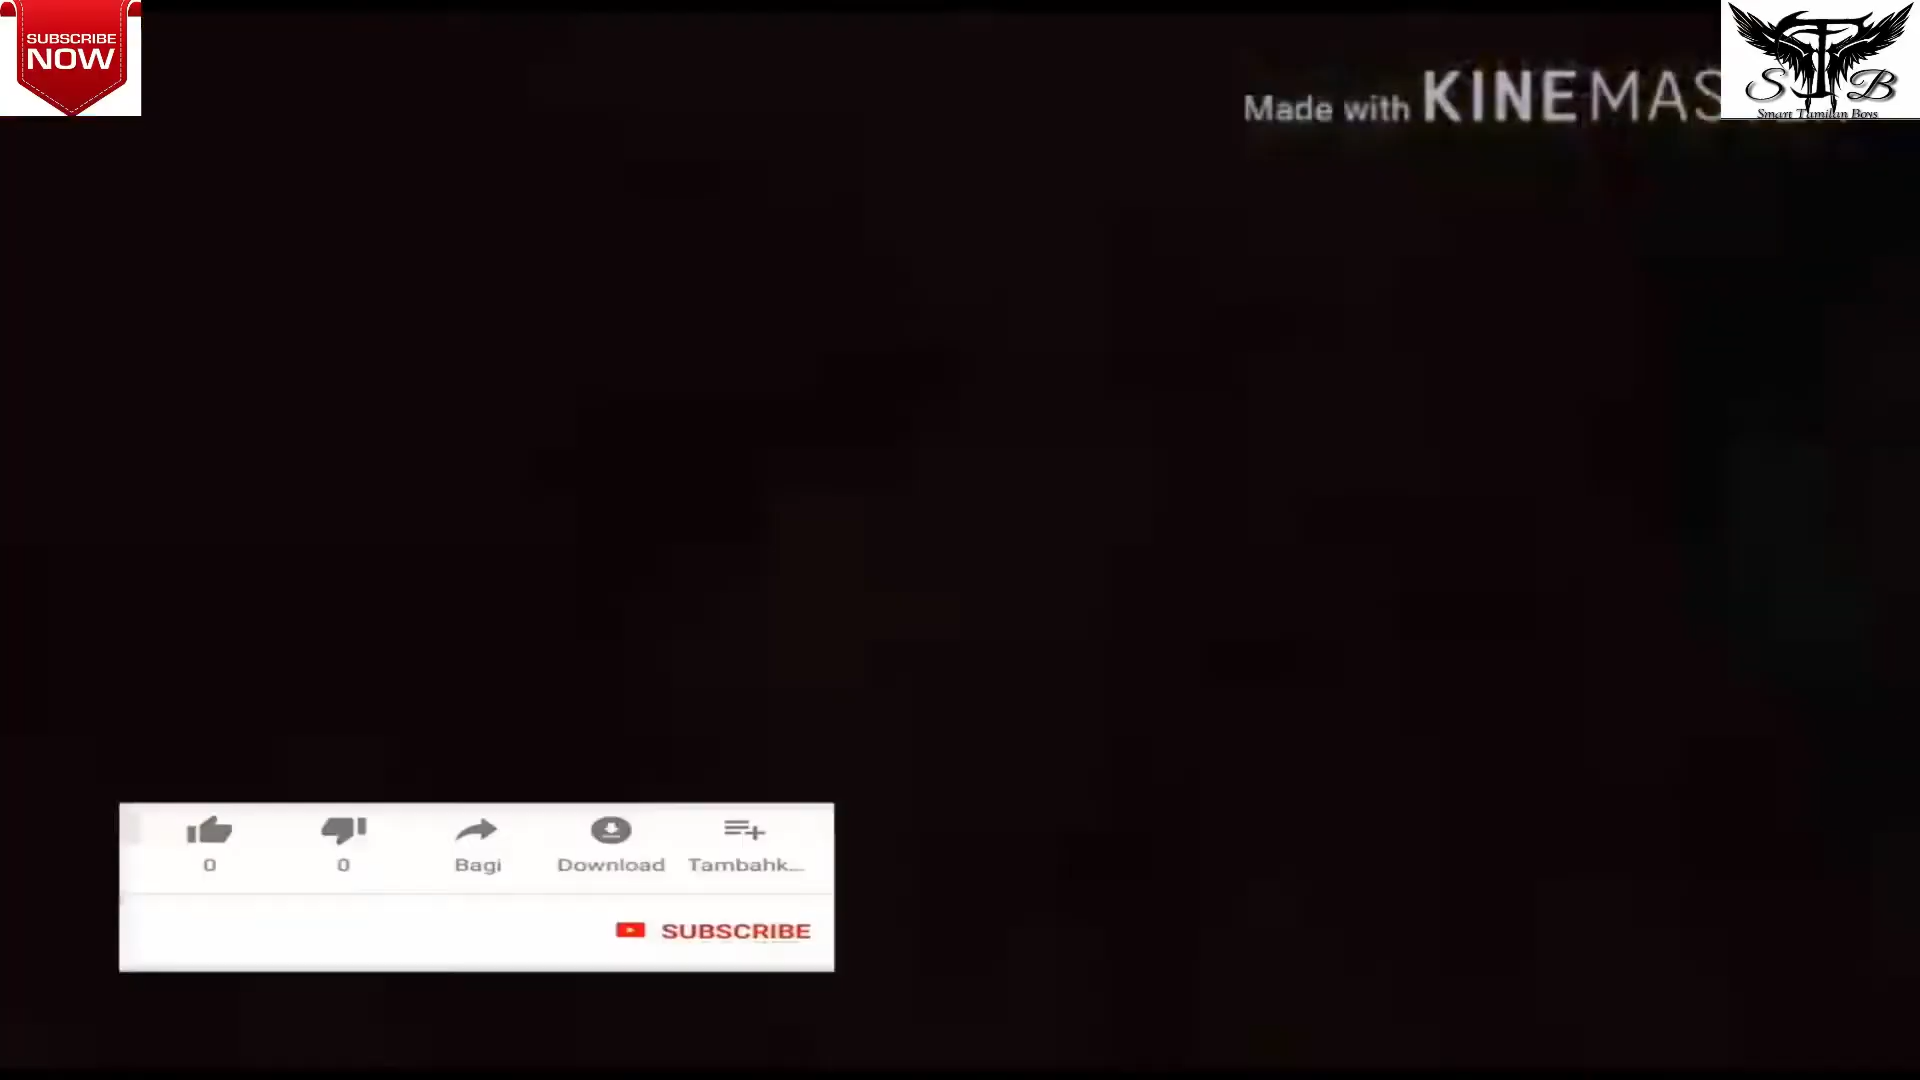 SUBSCRIBE
NOW
Made with KINEMAS
S T B
Smart Tamilan Boys
0 0 Bagi Download Tambahk...
SUBSCRIBE